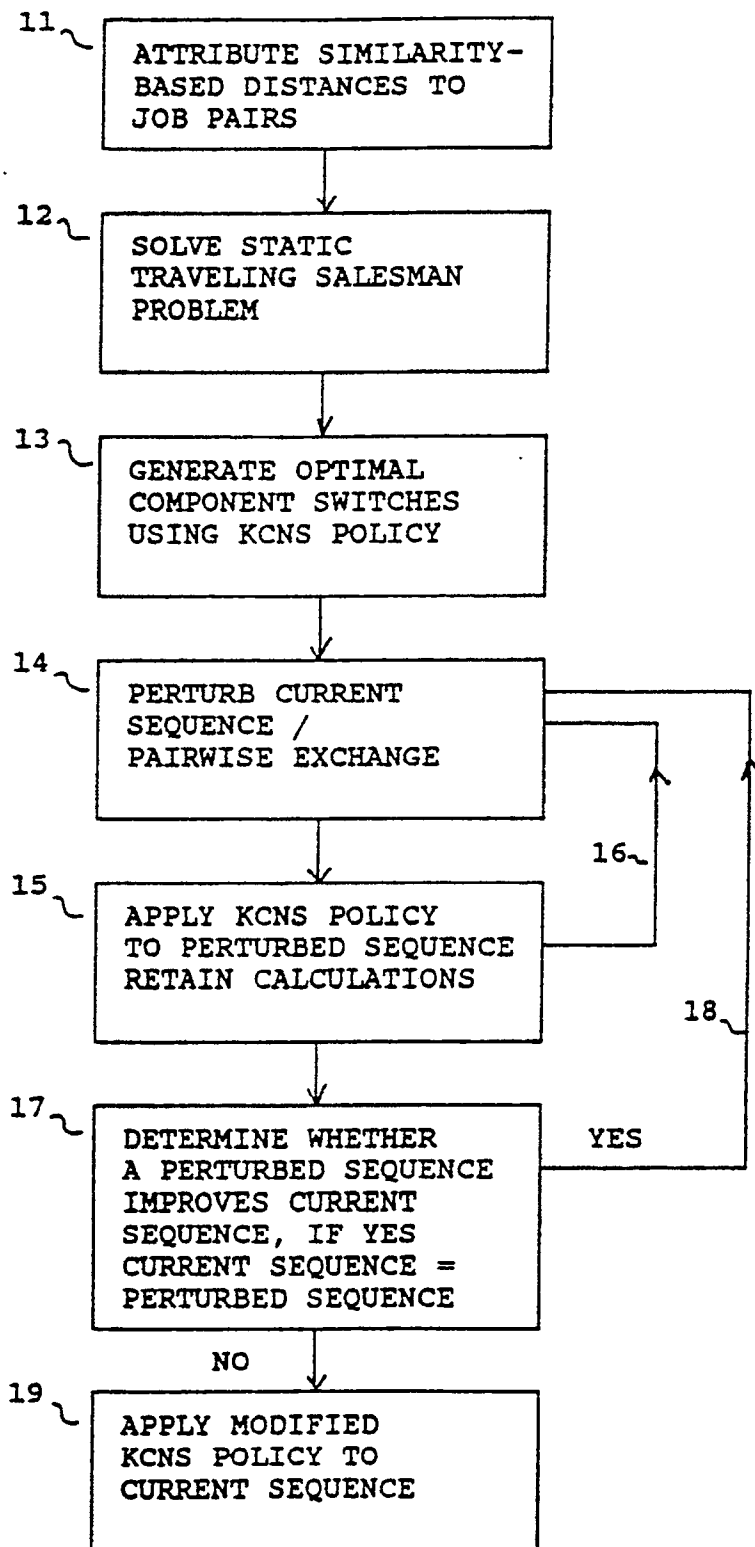 11
ATTRIBUTE SIMILARITY-
BASED DISTANCES TO
JOB PAIRS
12
SOLVE STATIC
TRAVELING SALESMAN
PROBLEM
13
GENERATE OPTIMAL
COMPONENT SWITCHES
USING KCNS POLICY
14
PERTURB CURRENT
SEQUENCE /
PAIRWISE EXCHANGE
16
15
APPLY KCNS POLICY
TO PERTURBED SEQUENCE
RETAIN CALCULATIONS
18
17
DETERMINE WHETHER
A PERTURBED SEQUENCE
IMPROVES CURRENT
SEQUENCE, IF YES
CURRENT SEQUENCE =
PERTURBED SEQUENCE
YES
NO
19
APPLY MODIFIED
KCNS POLICY TO
CURRENT SEQUENCE